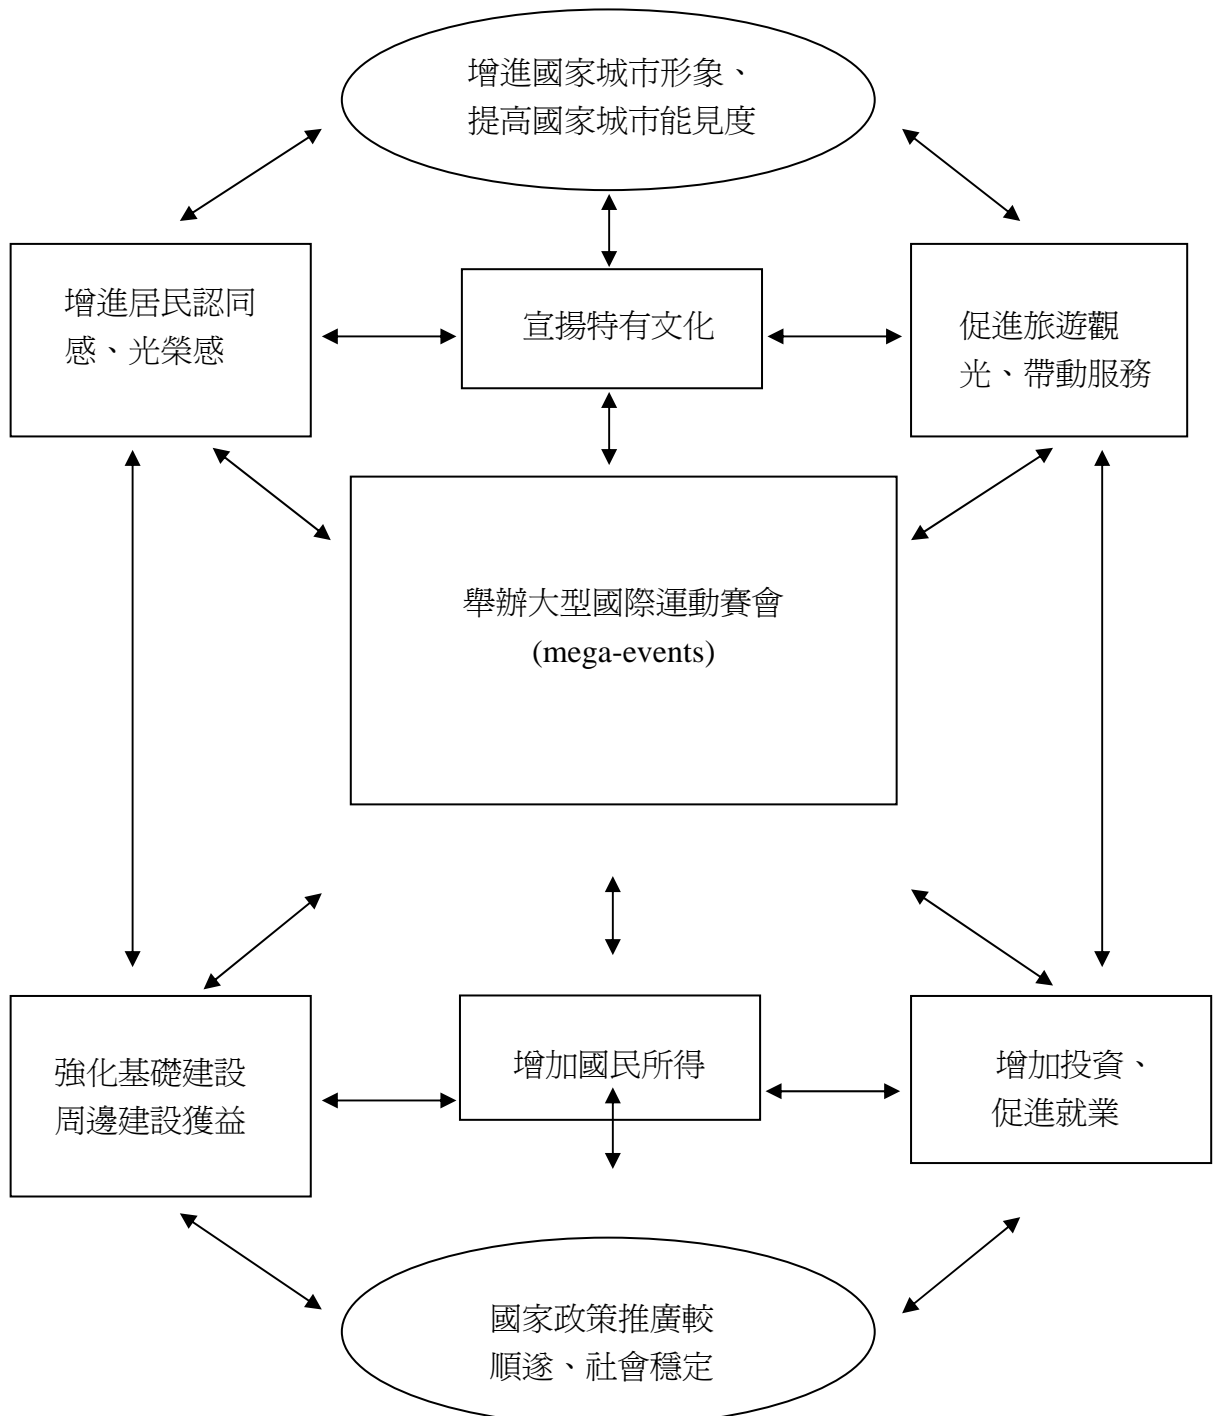 增進國家城市形象、
提高國家城市能見度
增進居民認同
感、光榮感
宣揚特有文化
促進旅遊觀
光、帶動服務
舉辦大型國際運動賽會
(mega-events)
強化基礎建設
周邊建設獲益
增加國民所得
增加投資、
促進就業
國家政策推廣較
順遂、社會穩定